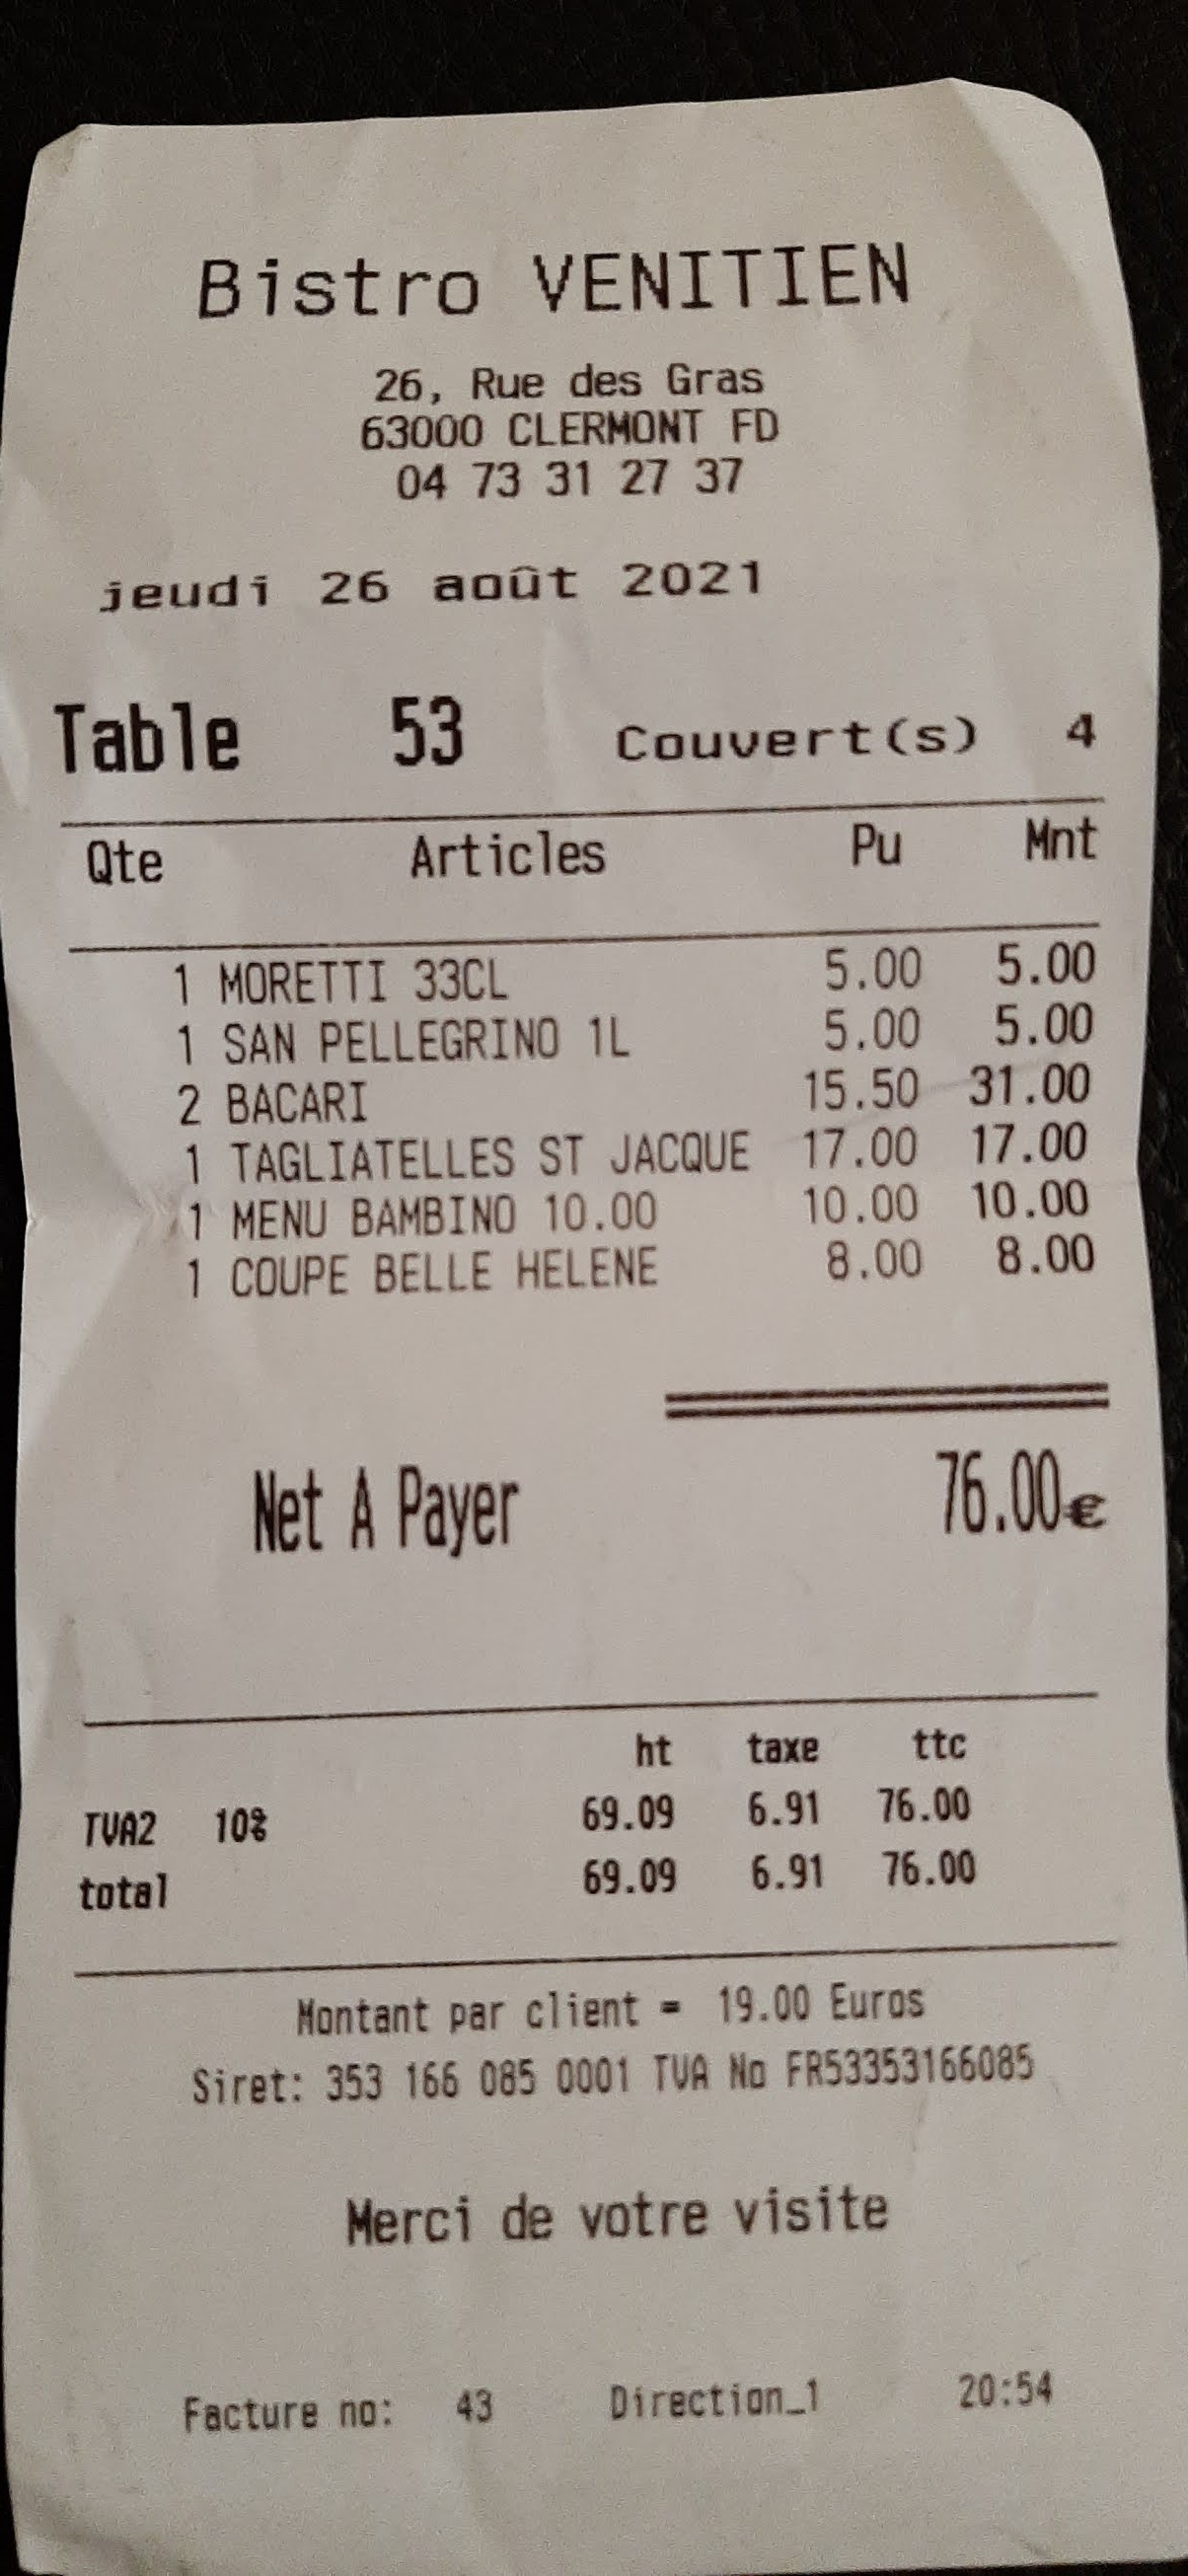 Bistro VENITIEN
26, Rue des Gras
63000 CLERMONT FD
04 73 31 27 37
jeudi 26 août 2021
Table 53 Couvert(s) 4
Qte Articles Pu Mnt
1 MORETTI 33CL 5.00 5.00
1 SAN PELLEGRINO 1L 5.00 5.00
2 BACARI 15.50 31.00
1 TAGLIATELLES ST JACQUE 17.00 17.00
1 MENU BAMBINO 10.00 10.00 10.00
1 COUPE BELLE HELENE 8.00 8.00
Net A Payer 76.00€
ht taxe ttc
TVA2 10% 69.09 6.91 76.00
total 69.09 6.91 76.00
Montant par client = 19.00 Euros
Siret: 353 166 085 0001 TVA No FR53353166085
Merci de votre visite
Facture no: 43 Direction_1 20:54